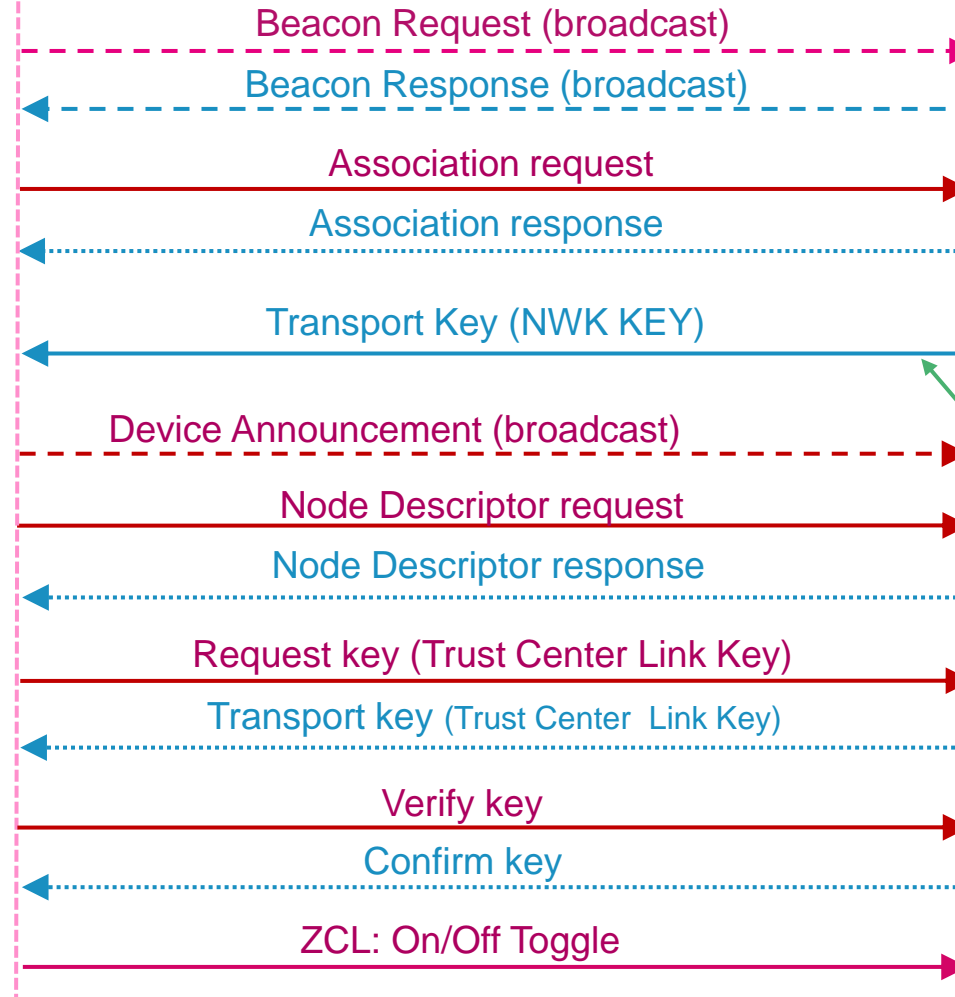 Beacon Request (broadcast)
Beacon Response (broadcast)
Association request
Association response
Transport Key (NWK KEY)
Device Announcement (broadcast)
Node Descriptor request
Node Descriptor response
Request key (Trust Center Link Key)
Transport key (Trust Center Link Key)
Verify key
Confirm key
ZCL: On/Off Toggle